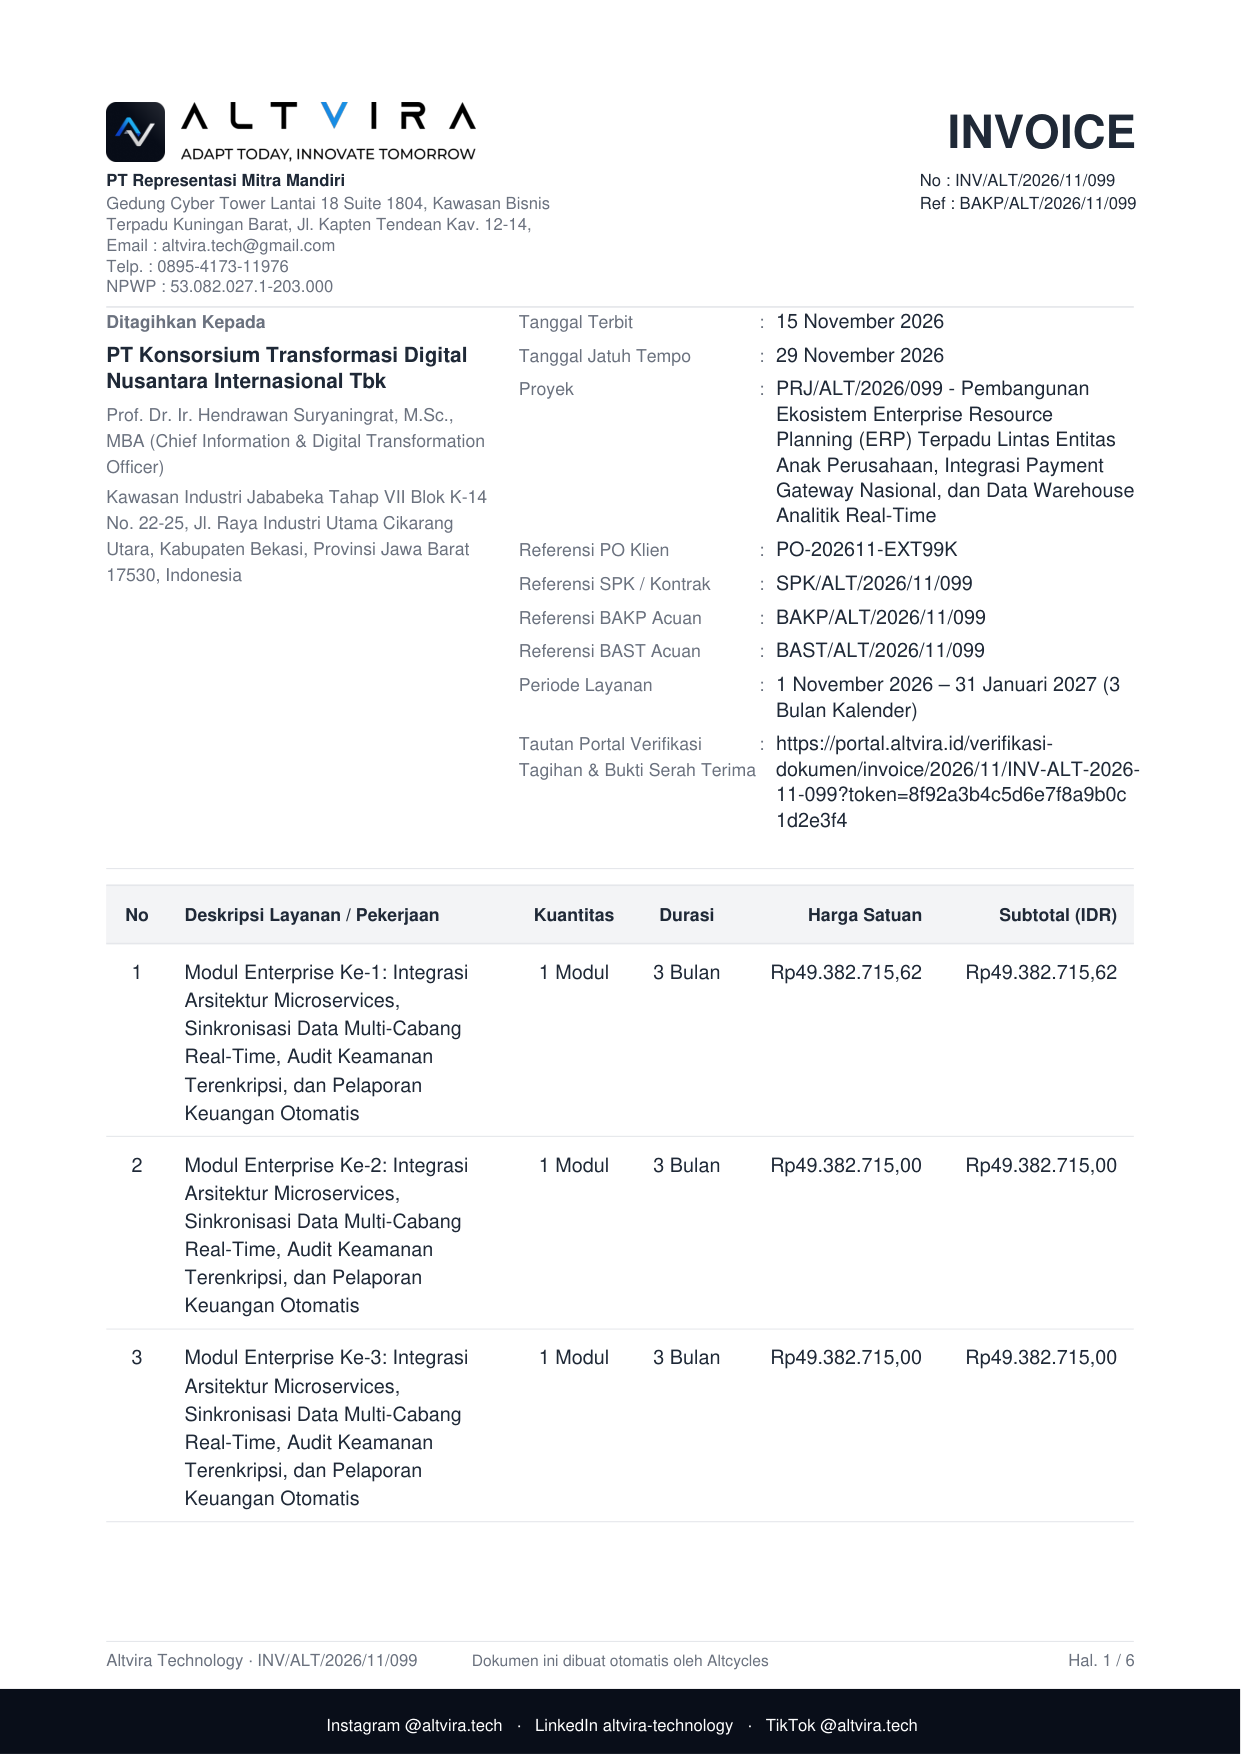 ALTVIRA
ADAPT TODAY, INNOVATE TOMORROW
INVOICE
PT Representasi Mitra Mandiri
Gedung Cyber Tower Lantai 18 Suite 1804, Kawasan Bisnis
Terpadu Kuningan Barat, Jl. Kapten Tendean Kav. 12-14,
Email : altvira.tech@gmail.com
Telp. : 0895-4173-11976
NPWP : 53.082.027.1-203.000
No : INV/ALT/2026/11/099
Ref : BAKP/ALT/2026/11/099
Ditagihkan Kepada
PT Konsorsium Transformasi Digital
Nusantara Internasional Tbk
Prof. Dr. Ir. Hendrawan Suryaningrat, M.Sc.,
MBA (Chief Information & Digital Transformation
Officer)
Kawasan Industri Jababeka Tahap VII Blok K-14
No. 22-25, Jl. Raya Industri Utama Cikarang
Utara, Kabupaten Bekasi, Provinsi Jawa Barat
17530, Indonesia
Tanggal Terbit : 15 November 2026
Tanggal Jatuh Tempo : 29 November 2026
Proyek : PRJ/ALT/2026/099 - Pembangunan
Ekosistem Enterprise Resource
Planning (ERP) Terpadu Lintas Entitas
Anak Perusahaan, Integrasi Payment
Gateway Nasional, dan Data Warehouse
Analitik Real-Time
Referensi PO Klien : PO-202611-EXT99K
Referensi SPK / Kontrak : SPK/ALT/2026/11/099
Referensi BAKP Acuan : BAKP/ALT/2026/11/099
Referensi BAST Acuan : BAST/ALT/2026/11/099
Periode Layanan : 1 November 2026 – 31 Januari 2027 (3
Bulan Kalender)
Tautan Portal Verifikasi : https://portal.altvira.id/verifikasi-
Tagihan & Bukti Serah Terima dokumen/invoice/2026/11/INV-ALT-2026-
11-099?token=8f92a3b4c5d6e7f8a9b0c
1d2e3f4
No Deskripsi Layanan / Pekerjaan Kuantitas Durasi Harga Satuan Subtotal (IDR)
1 Modul Enterprise Ke-1: Integrasi 1 Modul 3 Bulan Rp49.382.715,62 Rp49.382.715,62
Arsitektur Microservices,
Sinkronisasi Data Multi-Cabang
Real-Time, Audit Keamanan
Terenkripsi, dan Pelaporan
Keuangan Otomatis
2 Modul Enterprise Ke-2: Integrasi 1 Modul 3 Bulan Rp49.382.715,00 Rp49.382.715,00
Arsitektur Microservices,
Sinkronisasi Data Multi-Cabang
Real-Time, Audit Keamanan
Terenkripsi, dan Pelaporan
Keuangan Otomatis
3 Modul Enterprise Ke-3: Integrasi 1 Modul 3 Bulan Rp49.382.715,00 Rp49.382.715,00
Arsitektur Microservices,
Sinkronisasi Data Multi-Cabang
Real-Time, Audit Keamanan
Terenkripsi, dan Pelaporan
Keuangan Otomatis
Altvira Technology · INV/ALT/2026/11/099 Dokumen ini dibuat otomatis oleh Altcycles Hal. 1 / 6
Instagram @altvira.tech · LinkedIn altvira-technology · TikTok @altvira.tech